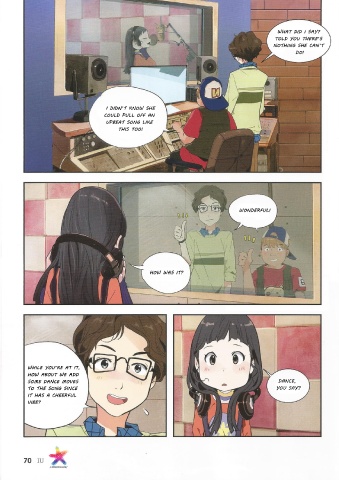 WHAT DID I SAY?
TOLD YOU THERE'S
NOTHING SHE CAN'T
DO!
I DIDN'T KNOW SHE
COULD PULL OFF AN
UPBEAT SONG LIKE
THIS TOO!
WONDERFUL!
HOW WAS IT?
WHILE YOU'RE AT IT,
HOW ABOUT WE ADD
SOME DANCE MOVES
TO THE SONG SINCE
IT HAS A CHEERFUL
VIBE?
DANCE,
YOU SAY?
70 IU